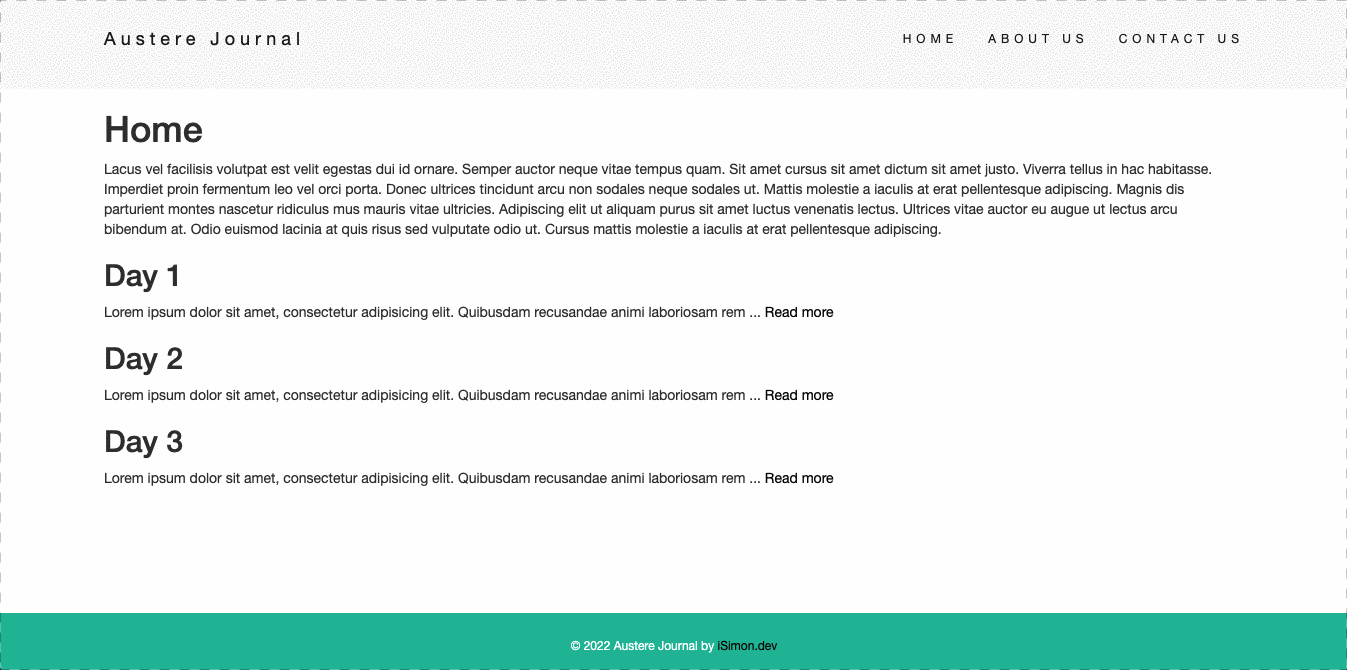 Austere Journal
HOME ABOUT US CONTACT US
Home
Lacus vel facilisis volutpat est velit egestas dui id ornare. Semper auctor neque vitae tempus quam. Sit amet cursus sit amet dictum sit amet justo. Viverra tellus in hac habitasse.
Imperdiet proin fermentum leo vel orci porta. Donec ultrices tincidunt arcu non sodales neque sodales ut. Mattis molestie a iaculis at erat pellentesque adipiscing. Magnis dis
parturient montes nascetur ridiculus mus mauris vitae ultricies. Adipiscing elit ut aliquam purus sit amet luctus venenatis lectus. Ultrices vitae auctor eu augue ut lectus arcu
bibendum at. Odio euismod lacinia at quis risus sed vulputate odio ut. Cursus mattis molestie a iaculis at erat pellentesque adipiscing.
Day 1
Lorem ipsum dolor sit amet, consectetur adipisicing elit. Quibusdam recusandae animi laboriosam rem ... Read more
Day 2
Lorem ipsum dolor sit amet, consectetur adipisicing elit. Quibusdam recusandae animi laboriosam rem ... Read more
Day 3
Lorem ipsum dolor sit amet, consectetur adipisicing elit. Quibusdam recusandae animi laboriosam rem ... Read more
© 2022 Austere Journal by iSimon.dev